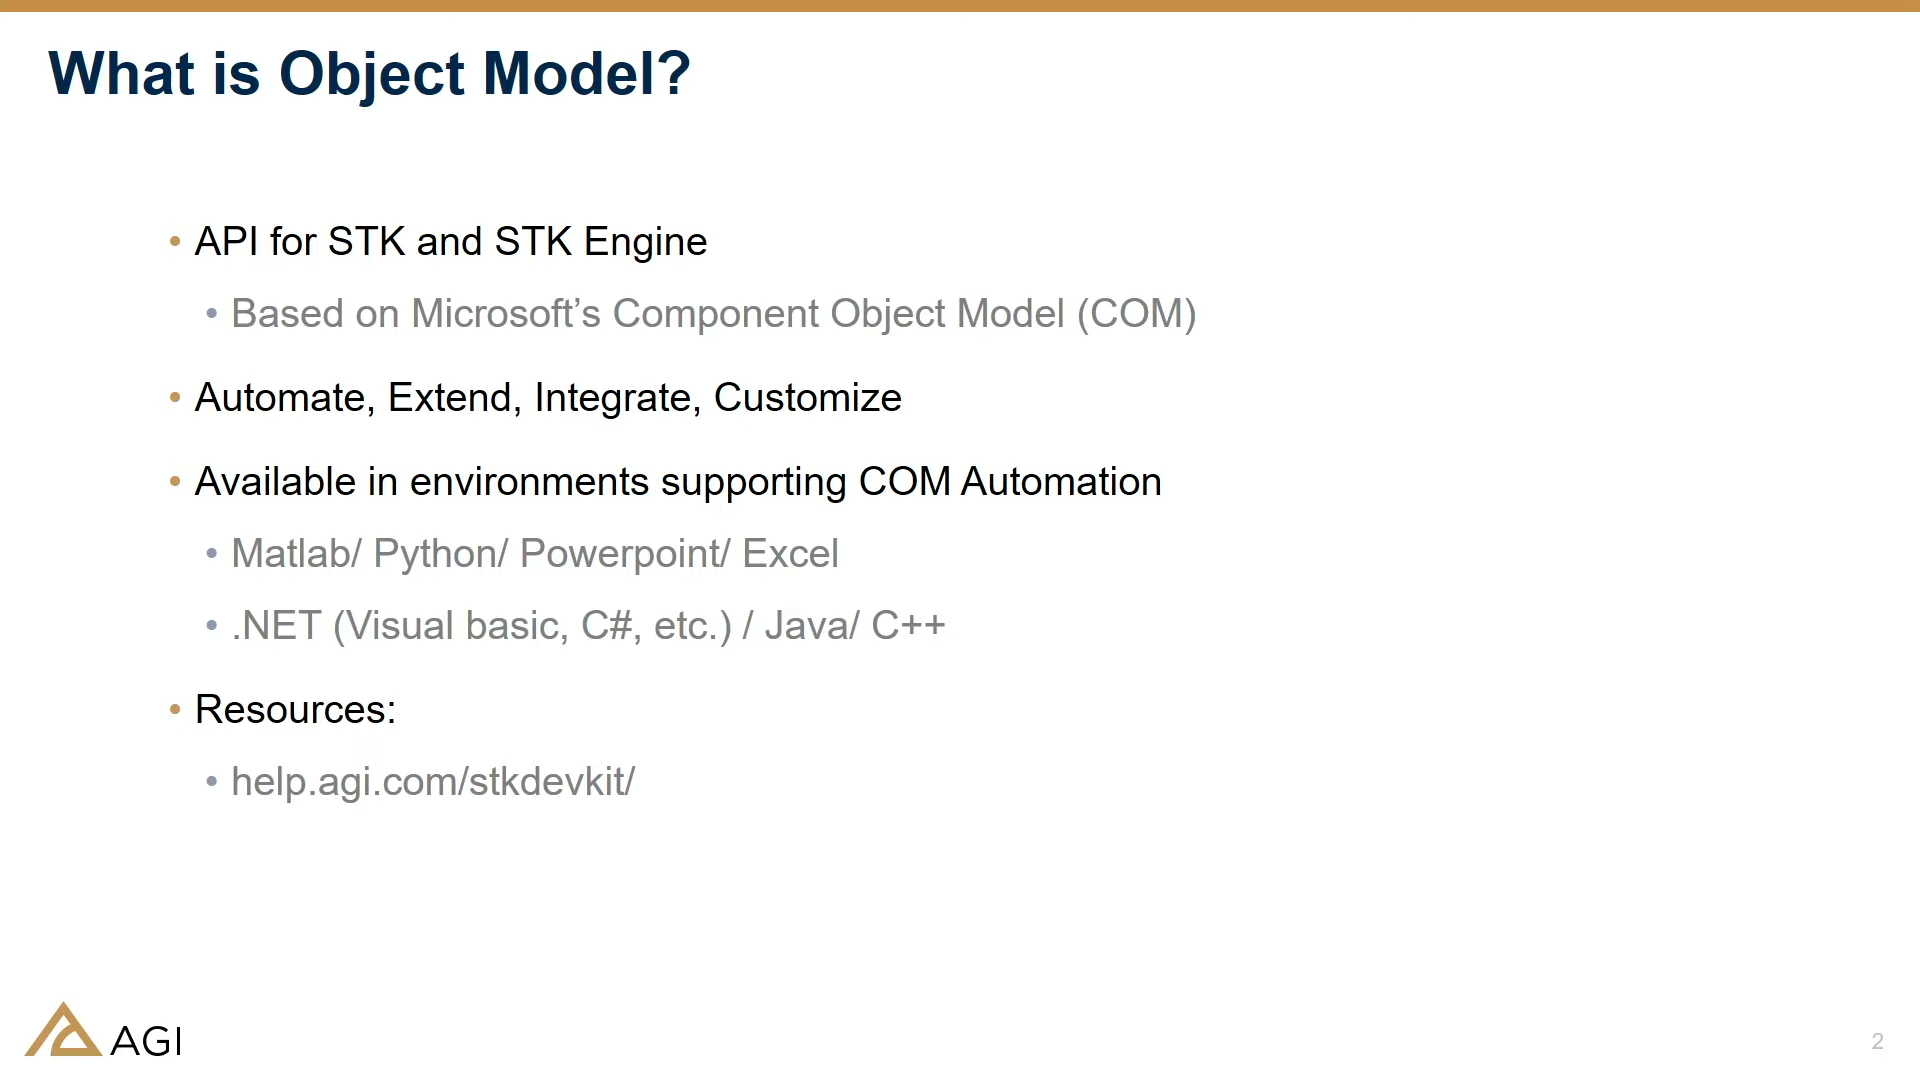 What is Object Model?
• API for STK and STK Engine
• Based on Microsoft’s Component Object Model (COM)
• Automate, Extend, Integrate, Customize
• Available in environments supporting COM Automation
• Matlab/ Python/ Powerpoint/ Excel
• .NET (Visual basic, C#, etc.) / Java/ C++
• Resources:
• help.agi.com/stkdevkit/
AGI
2